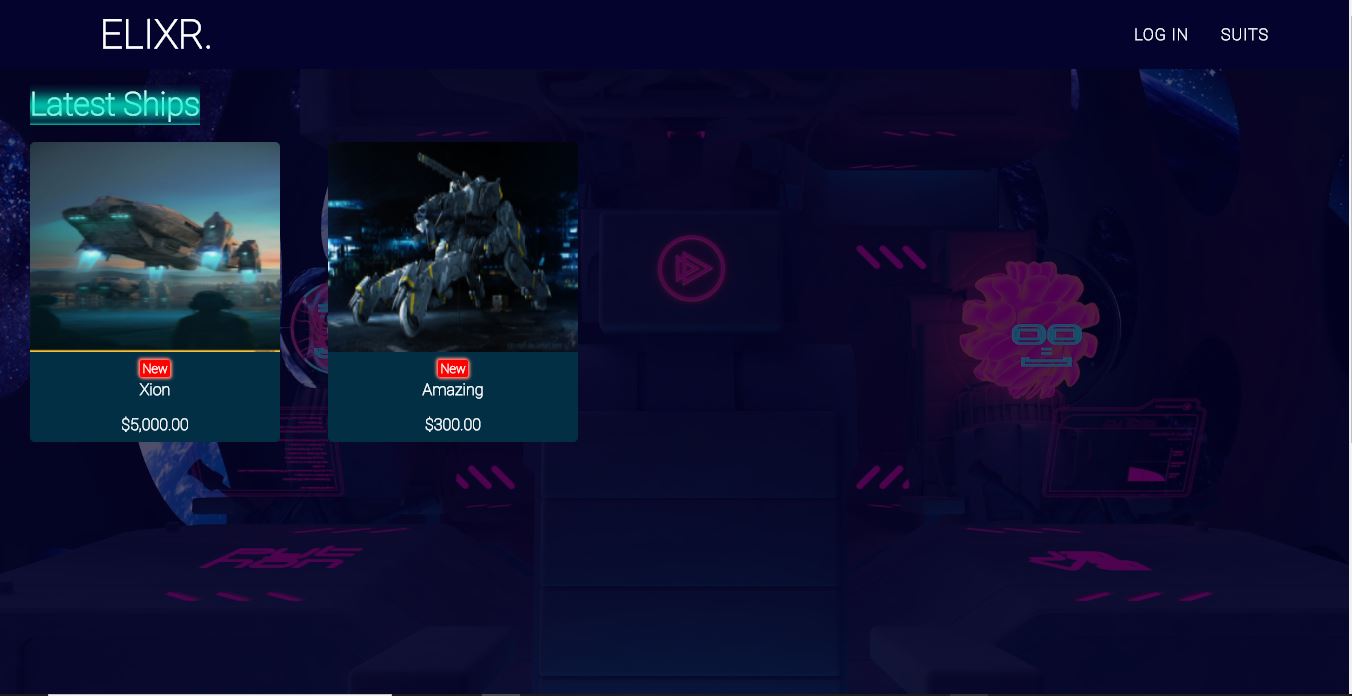 ELIXR.
LOG IN
SUITS
Latest Ships
New
Xion
$5,000.00
New
Amazing
$300.00